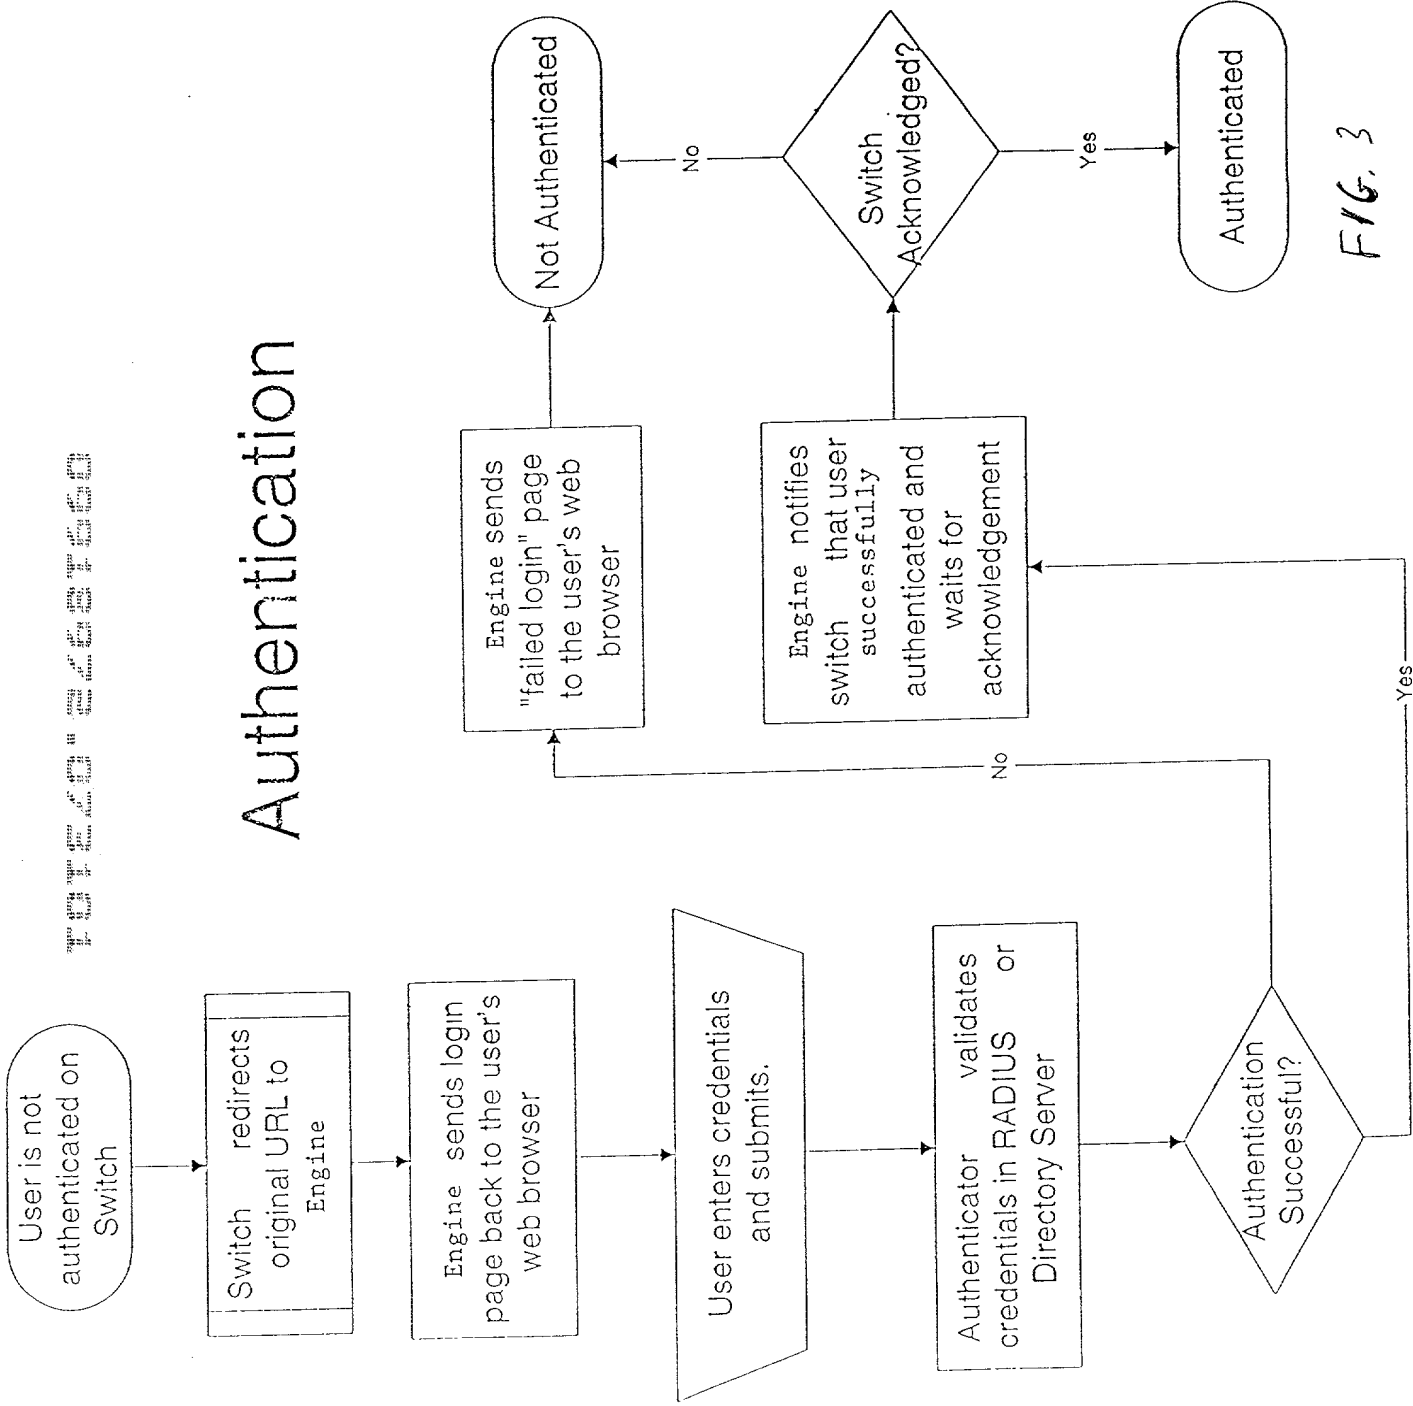 Authentication
User is not
authenticated on
Switch
Switch redirects
original URL to
Engine
Engine sends login
page back to the user's
web browser
User enters credentials
and submits.
Authenticator validates
credentials in RADIUS or
Directory Server
Authentication
Successful?
No
Yes
Engine sends
"failed login" page
to the user's web
browser
Engine notifies
switch that user
successfully
authenticated and
waits for
acknowledgement
Not Authenticated
No
Switch
Acknowledged?
Yes
Authenticated
FIG. 3